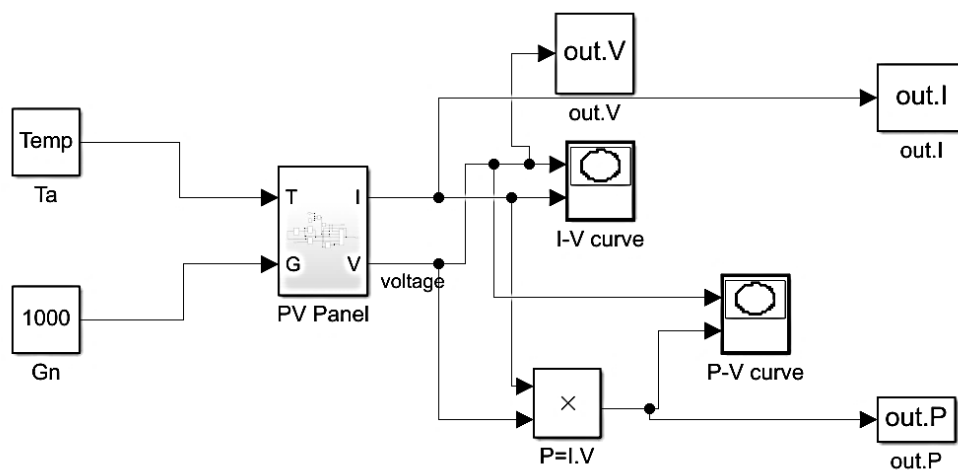 out.V
out.V
out.I
out.I
Temp
Ta
T
I
G
V
PV Panel
voltage
I-V curve
1000
Gn
P-V curve
×
P=I.V
out.P
out.P